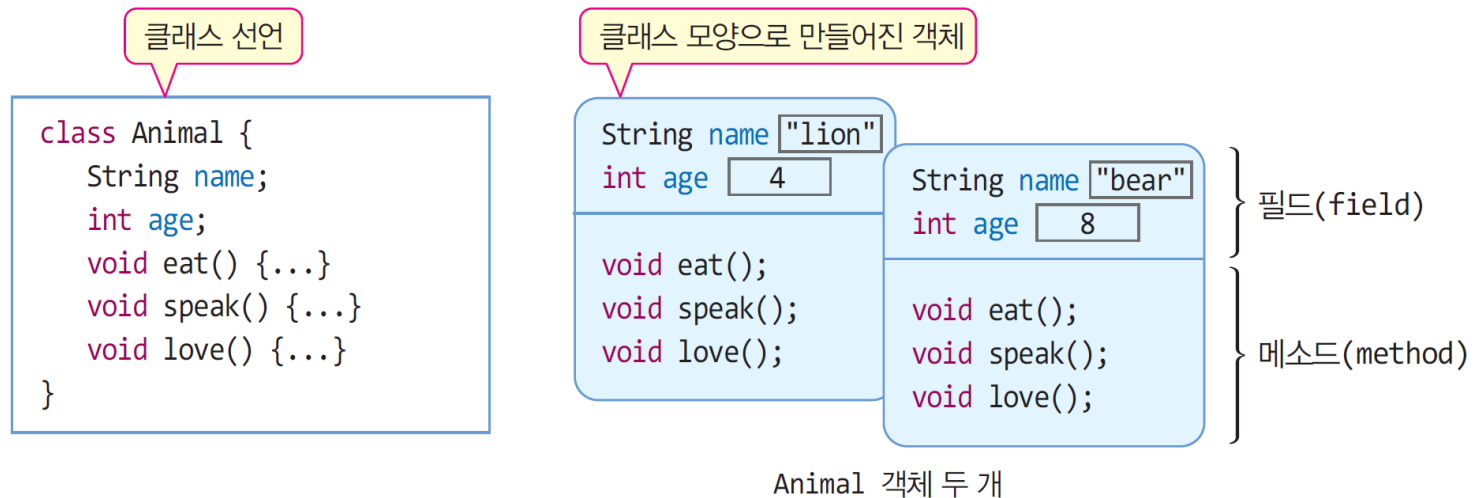 클래스 선언
class Animal {
String name;
int age;
void eat() {...}
void speak() {...}
void love() {...}
}
클래스 모양으로 만들어진 객체
String name "lion"
int age 4
void eat();
void speak();
void love();
String name "bear"
int age 8
void eat();
void speak();
void love();
필드(field)
메소드(method)
Animal 객체 두 개